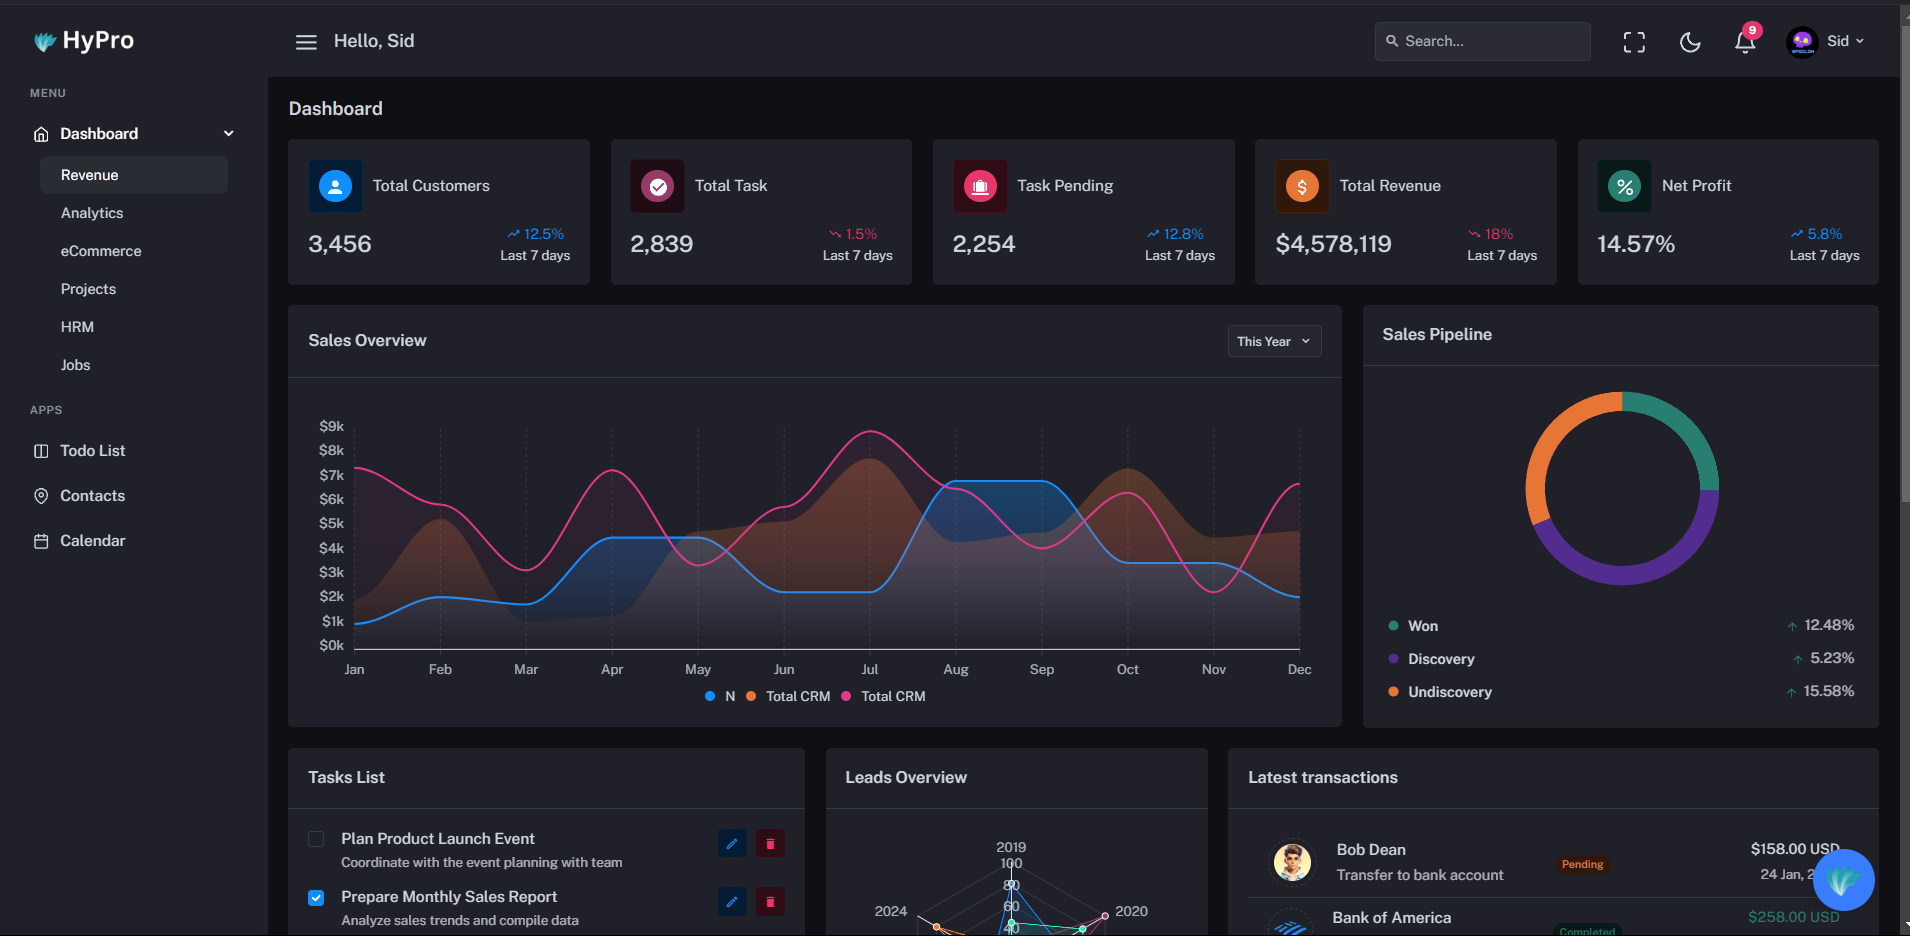 HyPro
Hello, Sid
Search...
9
Sid
MENU
Dashboard
Revenue
Analytics
eCommerce
Projects
HRM
Jobs
APPS
Todo List
Contacts
Calendar
Dashboard
Total Customers
3,456
12.5%
Last 7 days
Total Task
2,839
1.5%
Last 7 days
Task Pending
2,254
12.8%
Last 7 days
Total Revenue
$4,578,119
18%
Last 7 days
Net Profit
14.57%
5.8%
Last 7 days
Sales Overview
This Year
$9k
$8k
$7k
$6k
$5k
$4k
$3k
$2k
$1k
$0k
Jan Feb Mar Apr May Jun Jul Aug Sep Oct Nov Dec
N Total CRM Total CRM
Sales Pipeline
Won 12.48%
Discovery 5.23%
Undiscovery 15.58%
Tasks List
Plan Product Launch Event
Coordinate with the event planning with team
Prepare Monthly Sales Report
Analyze sales trends and compile data
Leads Overview
2019
100
80
60
40
2024
2020
Latest transactions
Bob Dean
Transfer to bank account
Pending
$158.00 USD
24 Jan,
Bank of America
Completed
$258.00 USD